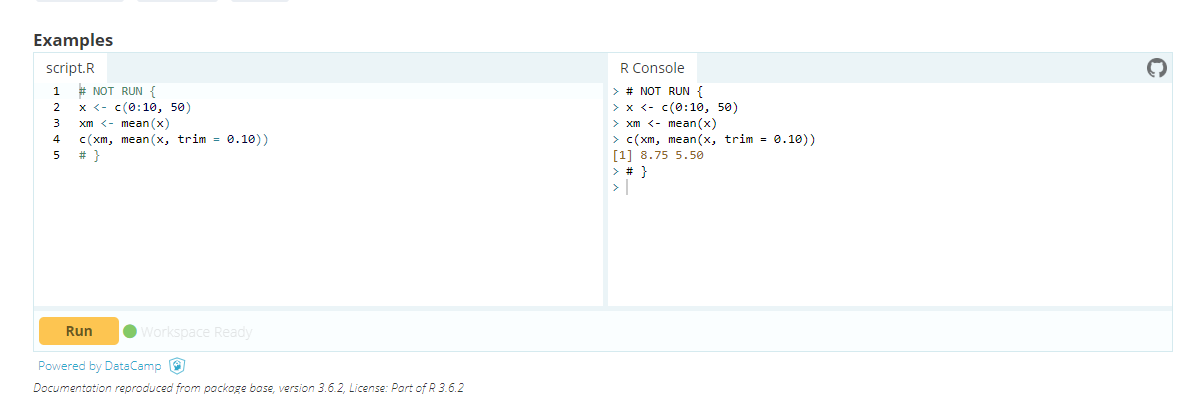 Examples
script.R
1 # NOT RUN {
2 x <- c(0:10, 50)
3 xm <- mean(x)
4 c(xm, mean(x, trim = 0.10))
5 # }
R Console
> # NOT RUN {
> x <- c(0:10, 50)
> xm <- mean(x)
> c(xm, mean(x, trim = 0.10))
[1] 8.75 5.50
> # }
>
Run
Workspace Ready
Powered by DataCamp
Documentation reproduced from package base, version 3.6.2, License: Part of R 3.6.2